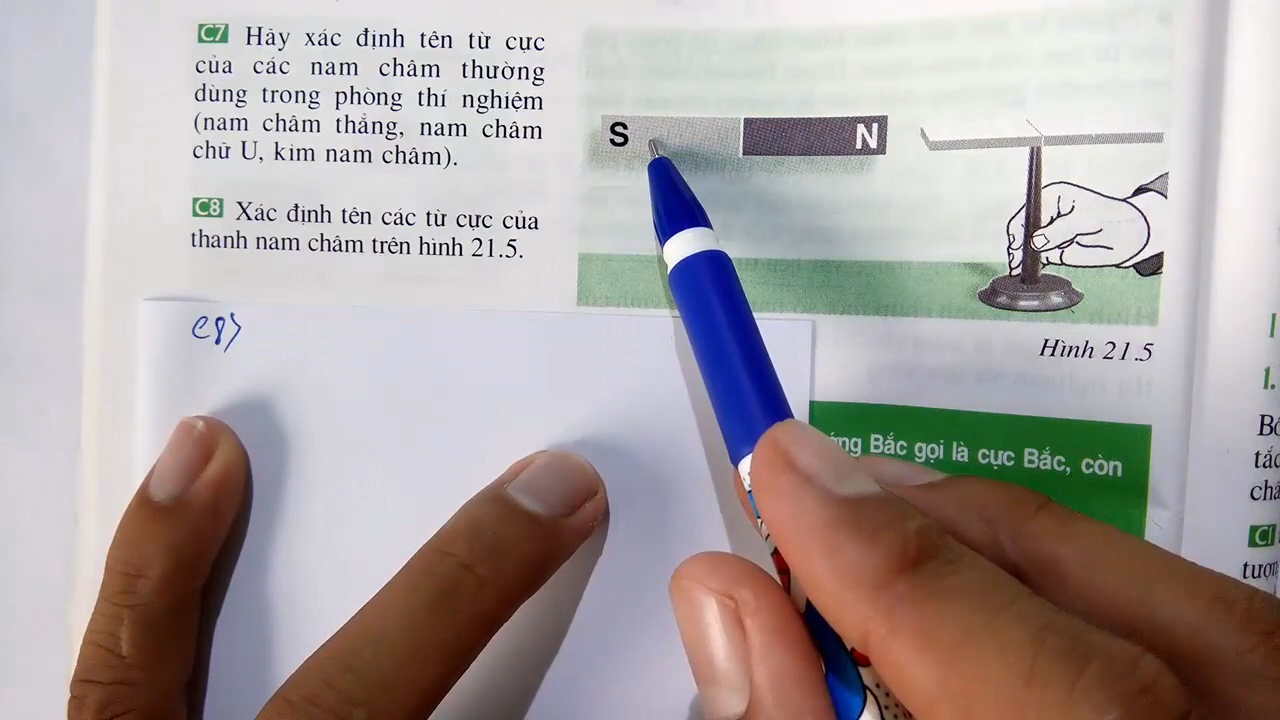 C7 Hãy xác định tên từ cực
của các nam châm thường
dùng trong phòng thí nghiệm
(nam châm thẳng, nam châm
chữ U, kim nam châm).
C8 Xác định tên các từ cực của
thanh nam châm trên hình 21.5.
S N
Hình 21.5
C8)
Bắc gọi là cực Bắc, còn
1.
C1